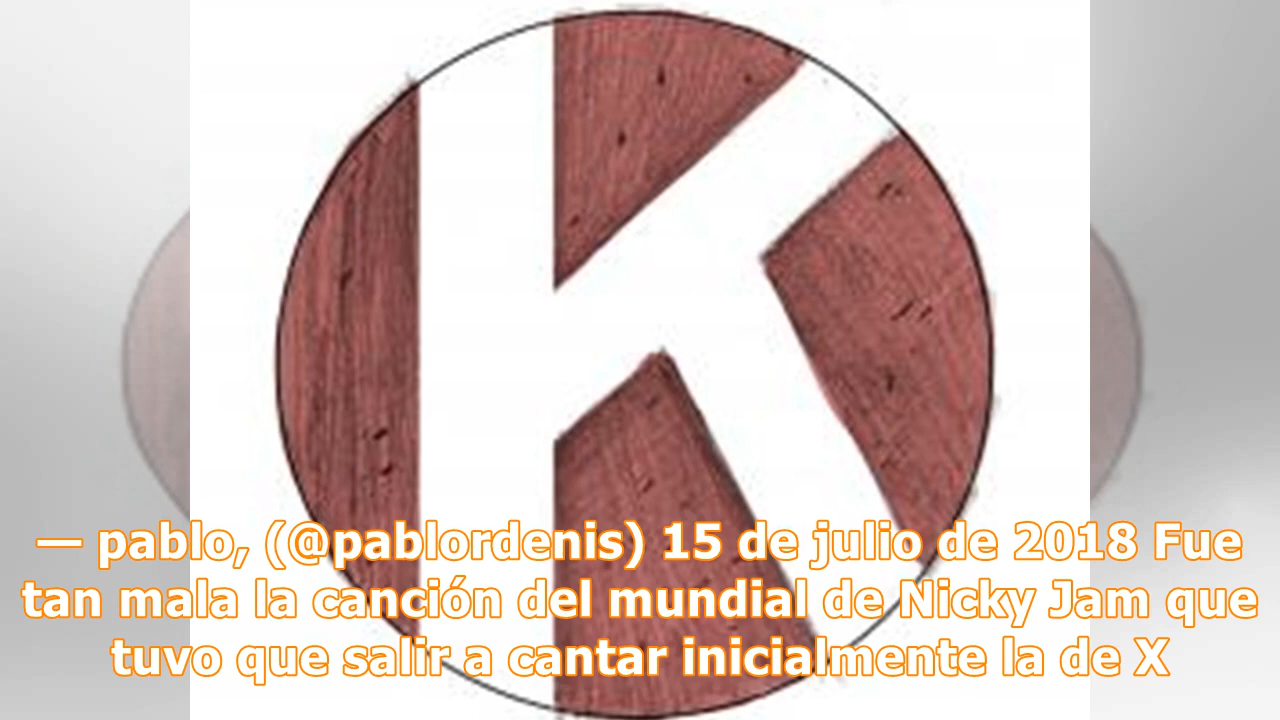 K
— pablo, (@pablordenis) 15 de julio de 2018 Fue
tan mala la canción del mundial de Nicky Jam que
tuvo que salir a cantar inicialmente la de X